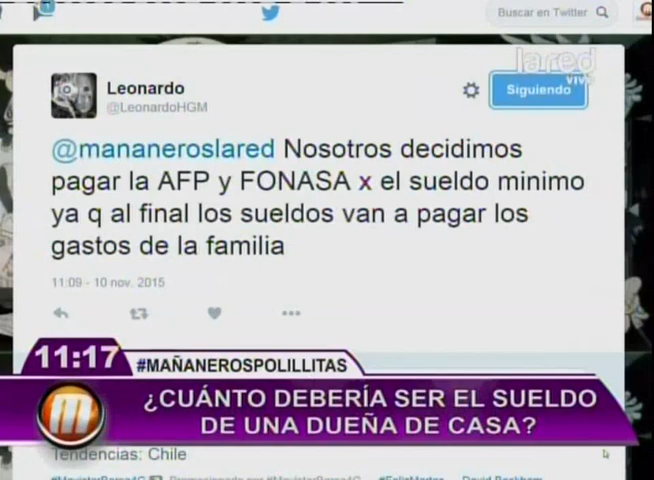 Buscar en Twitter
lared
VIVO
Leonardo
@LeonardoHGM
Siguiendo
@mananeroslared Nosotros decidimos
pagar la AFP y FONASA x el sueldo minimo
ya q al final los sueldos van a pagar los
gastos de la familia
11:09 - 10 nov. 2015
11:17
#MAÑANEROSPOLILLITAS
M
¿CUÁNTO DEBERÍA SER EL SUELDO
DE UNA DUEÑA DE CASA?
Tendencias: Chile